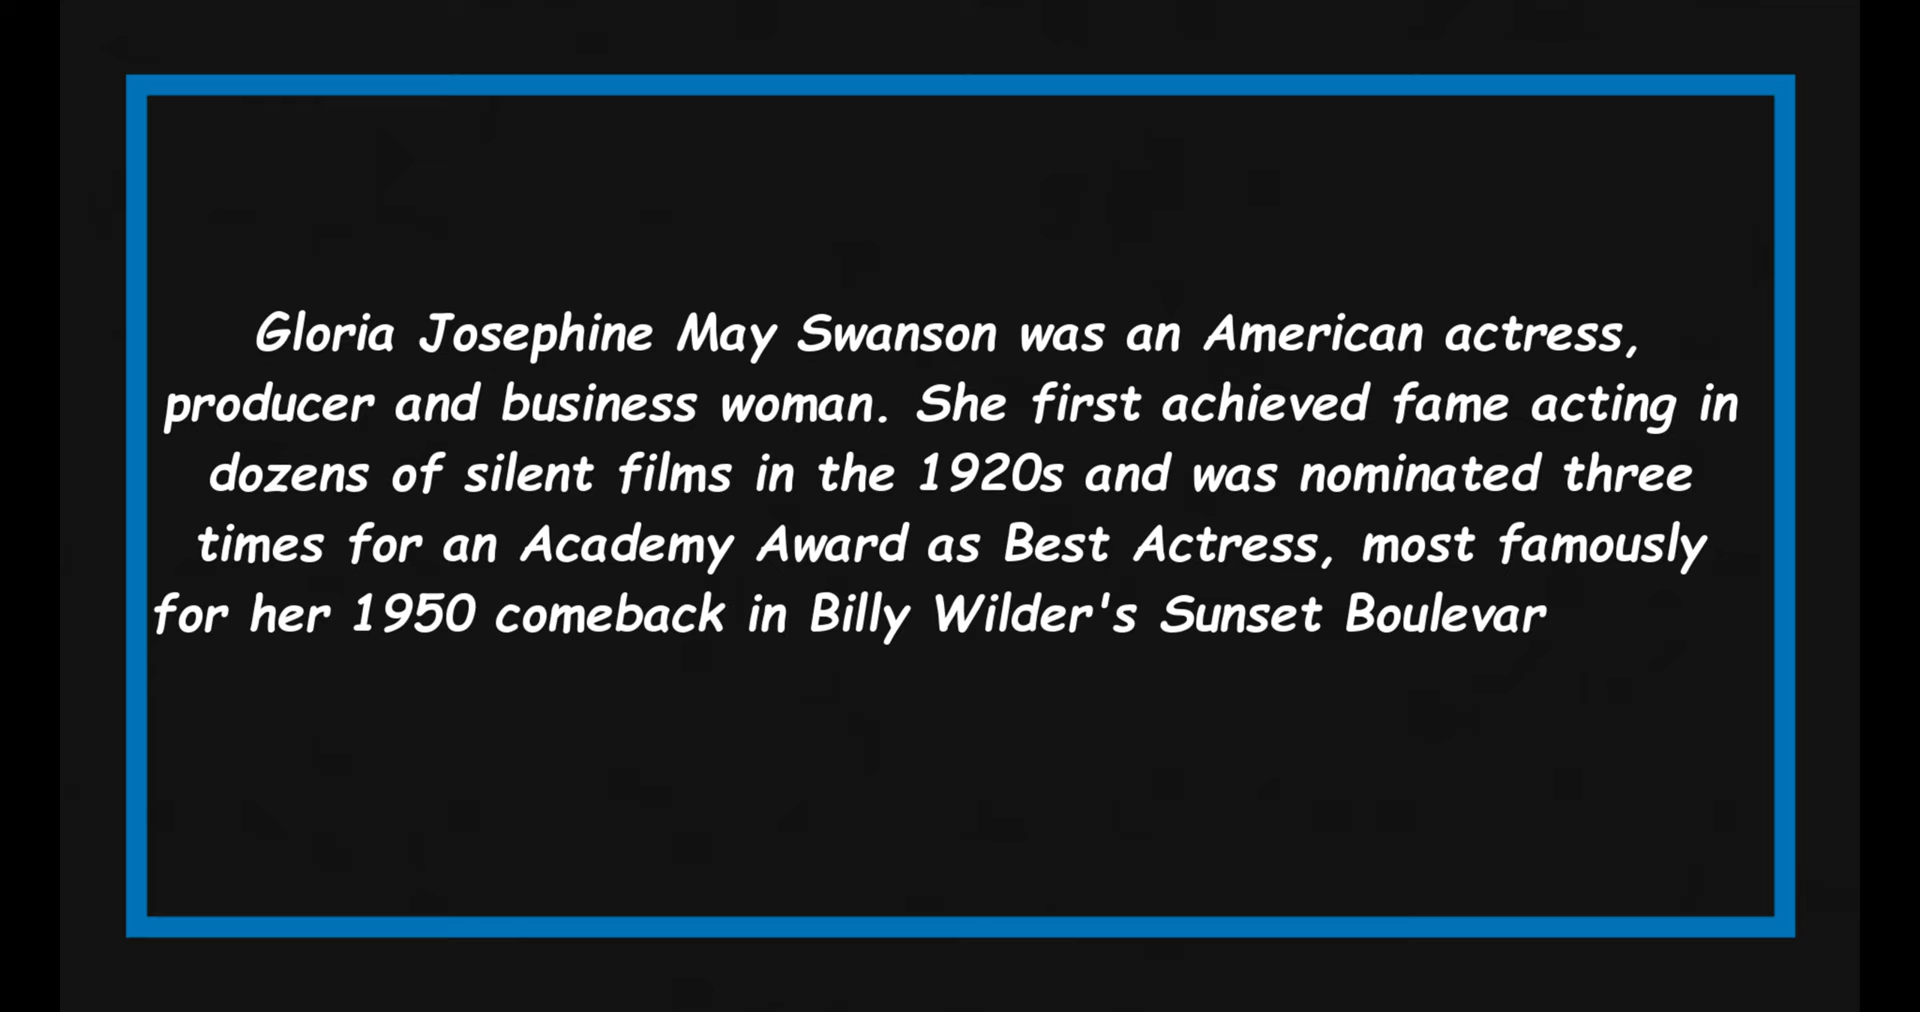 Gloria Josephine May Swanson was an American actress,
producer and business woman. She first achieved fame acting in
dozens of silent films in the 1920s and was nominated three
times for an Academy Award as Best Actress, most famously
for her 1950 comeback in Billy Wilder's Sunset Boulevar